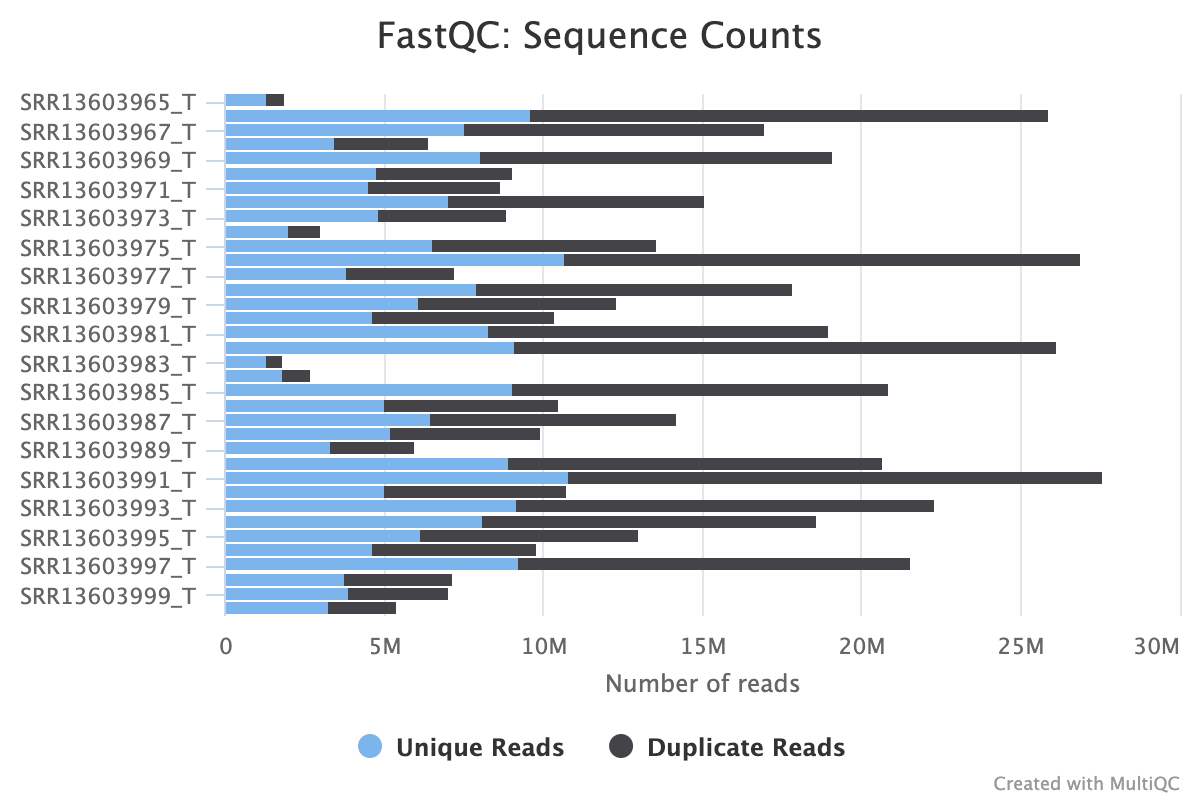 FastQC: Sequence Counts
SRR13603965_T
SRR13603967_T
SRR13603969_T
SRR13603971_T
SRR13603973_T
SRR13603975_T
SRR13603977_T
SRR13603979_T
SRR13603981_T
SRR13603983_T
SRR13603985_T
SRR13603987_T
SRR13603989_T
SRR13603991_T
SRR13603993_T
SRR13603995_T
SRR13603997_T
SRR13603999_T
0 5M 10M 15M 20M 25M 30M
Number of reads
Unique Reads Duplicate Reads
Created with MultiQC